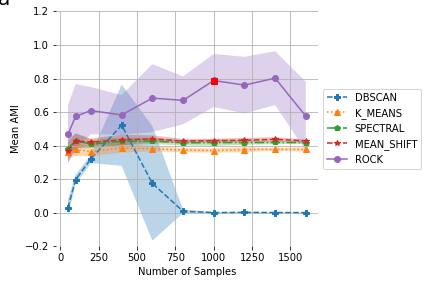 a
1.2
1.0
0.8
0.6
0.4
0.2
0.0
−0.2
Mean AMI
0 250 500 750 1000 1250 1500
Number of Samples
DBSCAN
K_MEANS
SPECTRAL
MEAN_SHIFT
ROCK